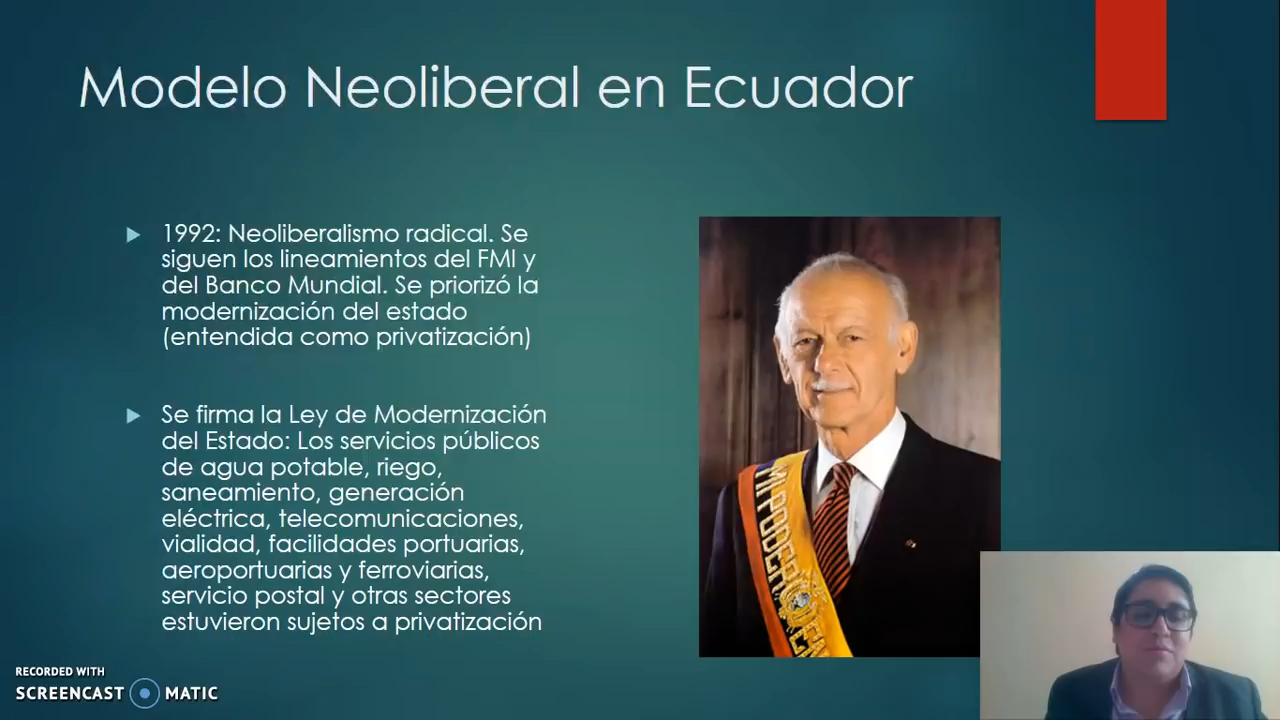 Modelo Neoliberal en Ecuador
1992: Neoliberalismo radical. Se
siguen los lineamientos del FMI y
del Banco Mundial. Se priorizó la
modernización del estado
(entendida como privatización)
Se firma la Ley de Modernización
del Estado: Los servicios públicos
de agua potable, riego,
saneamiento, generación
eléctrica, telecomunicaciones,
vialidad, facilidades portuarias,
aeroportuarias y ferroviarias,
servicio postal y otras sectores
estuvieron sujetos a privatización
MI PODER EN
RECORDED WITH
SCREENCAST MATIC